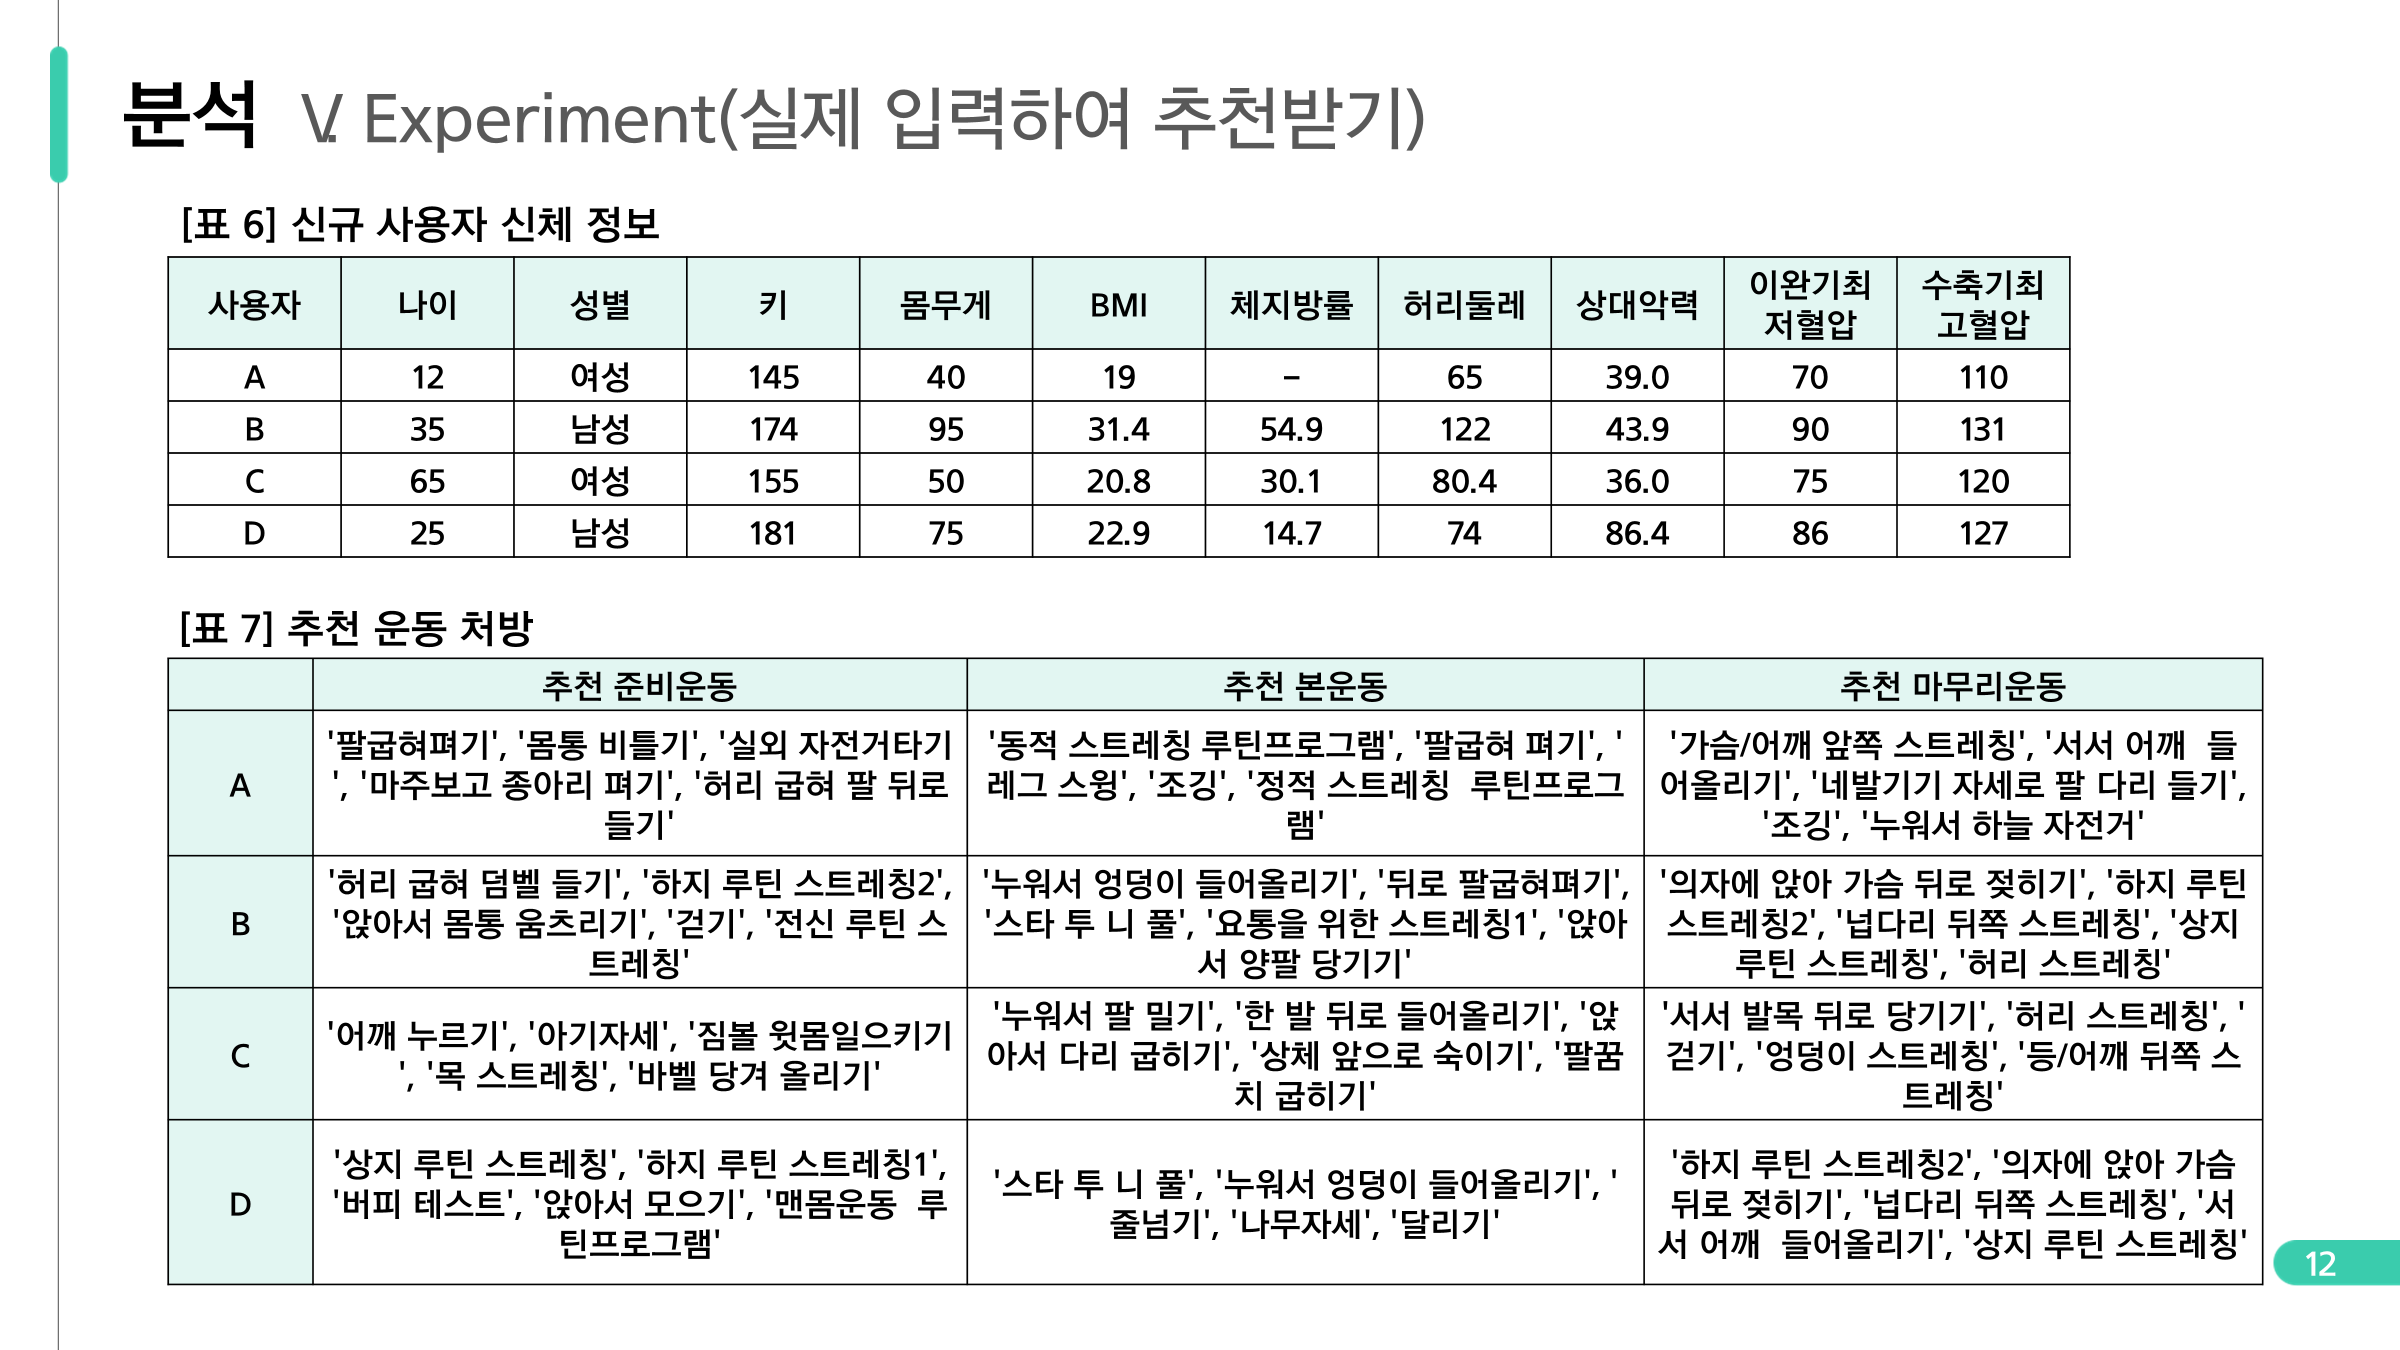 분석 V. Experiment(실제 입력하여 추천받기)
[표 6] 신규 사용자 신체 정보
사용자 나이 성별 키 몸무게 BMI 체지방률 허리둘레 상대악력 이완기최 수축기최
저혈압 고혈압
A 12 여성 145 40 19 – 65 39.0 70 110
B 35 남성 174 95 31.4 54.9 122 43.9 90 131
C 65 여성 155 50 20.8 30.1 80.4 36.0 75 120
D 25 남성 181 75 22.9 14.7 74 86.4 86 127
[표 7] 추천 운동 처방
추천 준비운동 추천 본운동 추천 마무리운동
A
'팔굽혀펴기', '몸통 비틀기', '실외 자전거타기
', '마주보고 종아리 펴기', '허리 굽혀 팔 뒤로
들기'
'동적 스트레칭 루틴프로그램', '팔굽혀 펴기', '
레그 스윙', '조깅', '정적 스트레칭  루틴프로그
램'
'가슴/어깨 앞쪽 스트레칭', '서서 어깨  들
어올리기', '네발기기 자세로 팔 다리 들기',
'조깅', '누워서 하늘 자전거'
B
'허리 굽혀 덤벨 들기', '하지 루틴 스트레칭2',
'앉아서 몸통 움츠리기', '걷기', '전신 루틴 스
트레칭'
'누워서 엉덩이 들어올리기', '뒤로 팔굽혀펴기',
'스타 투 니 풀', '요통을 위한 스트레칭1', '앉아
서 양팔 당기기'
'의자에 앉아 가슴 뒤로 젖히기', '하지 루틴
스트레칭2', '넙다리 뒤쪽 스트레칭', '상지
루틴 스트레칭', '허리 스트레칭'
C
'어깨 누르기', '아기자세', '짐볼 윗몸일으키기
', '목 스트레칭', '바벨 당겨 올리기'
'누워서 팔 밀기', '한 발 뒤로 들어올리기', '앉
아서 다리 굽히기', '상체 앞으로 숙이기', '팔꿈
치 굽히기'
'서서 발목 뒤로 당기기', '허리 스트레칭', '
걷기', '엉덩이 스트레칭', '등/어깨 뒤쪽 스
트레칭'
D
'상지 루틴 스트레칭', '하지 루틴 스트레칭1',
'버피 테스트', '앉아서 모으기', '맨몸운동  루
틴프로그램'
'스타 투 니 풀', '누워서 엉덩이 들어올리기', '
줄넘기', '나무자세', '달리기'
'하지 루틴 스트레칭2', '의자에 앉아 가슴
뒤로 젖히기', '넙다리 뒤쪽 스트레칭', '서
서 어깨  들어올리기', '상지 루틴 스트레칭'
12